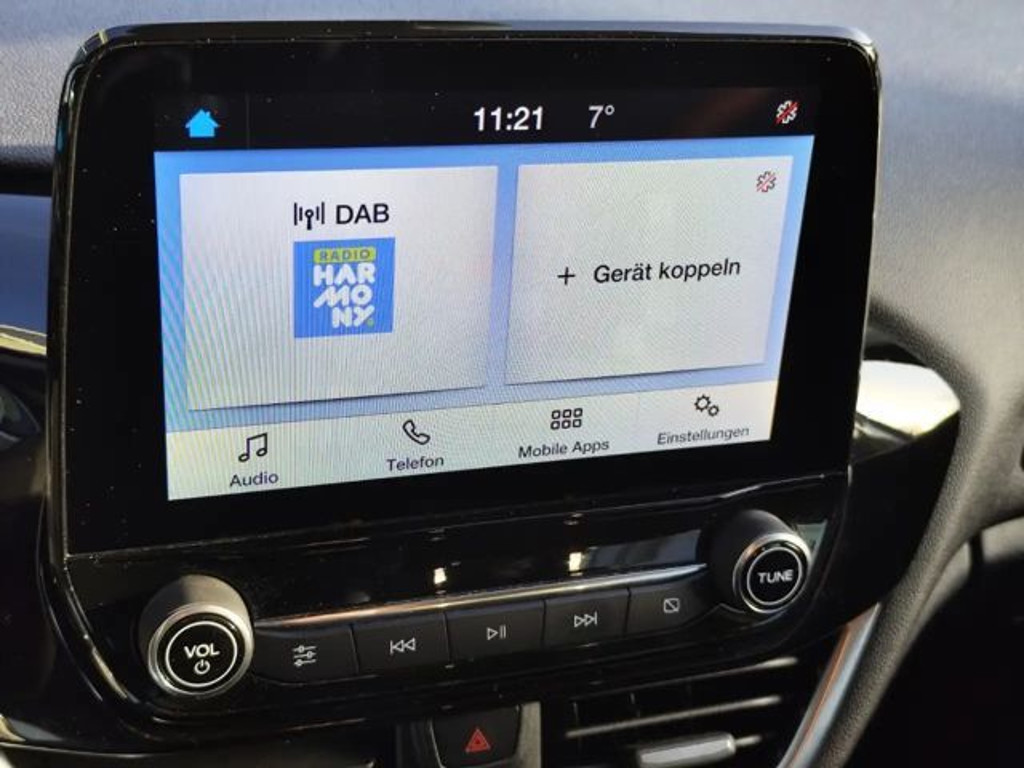 11:21 7°
DAB
RADIO
HAR
MO
NY.
+ Gerät koppeln
Audio
Telefon
Mobile Apps
Einstellungen
VOL
TUNE